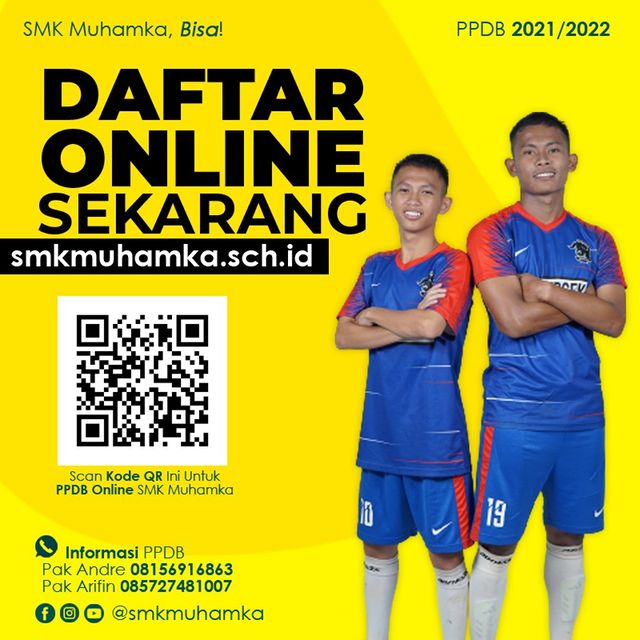 SMK Muhamka, Bisa!
PPDB 2021/2022
DAFTAR
ONLINE
SEKARANG
smkmuhamka.sch.id
Scan Kode QR Ini Untuk
PPDB Online SMK Muhamka
Informasi PPDB
Pak Andre 08156916863
Pak Arifin 085727481007
@smkmuhamka
10
19